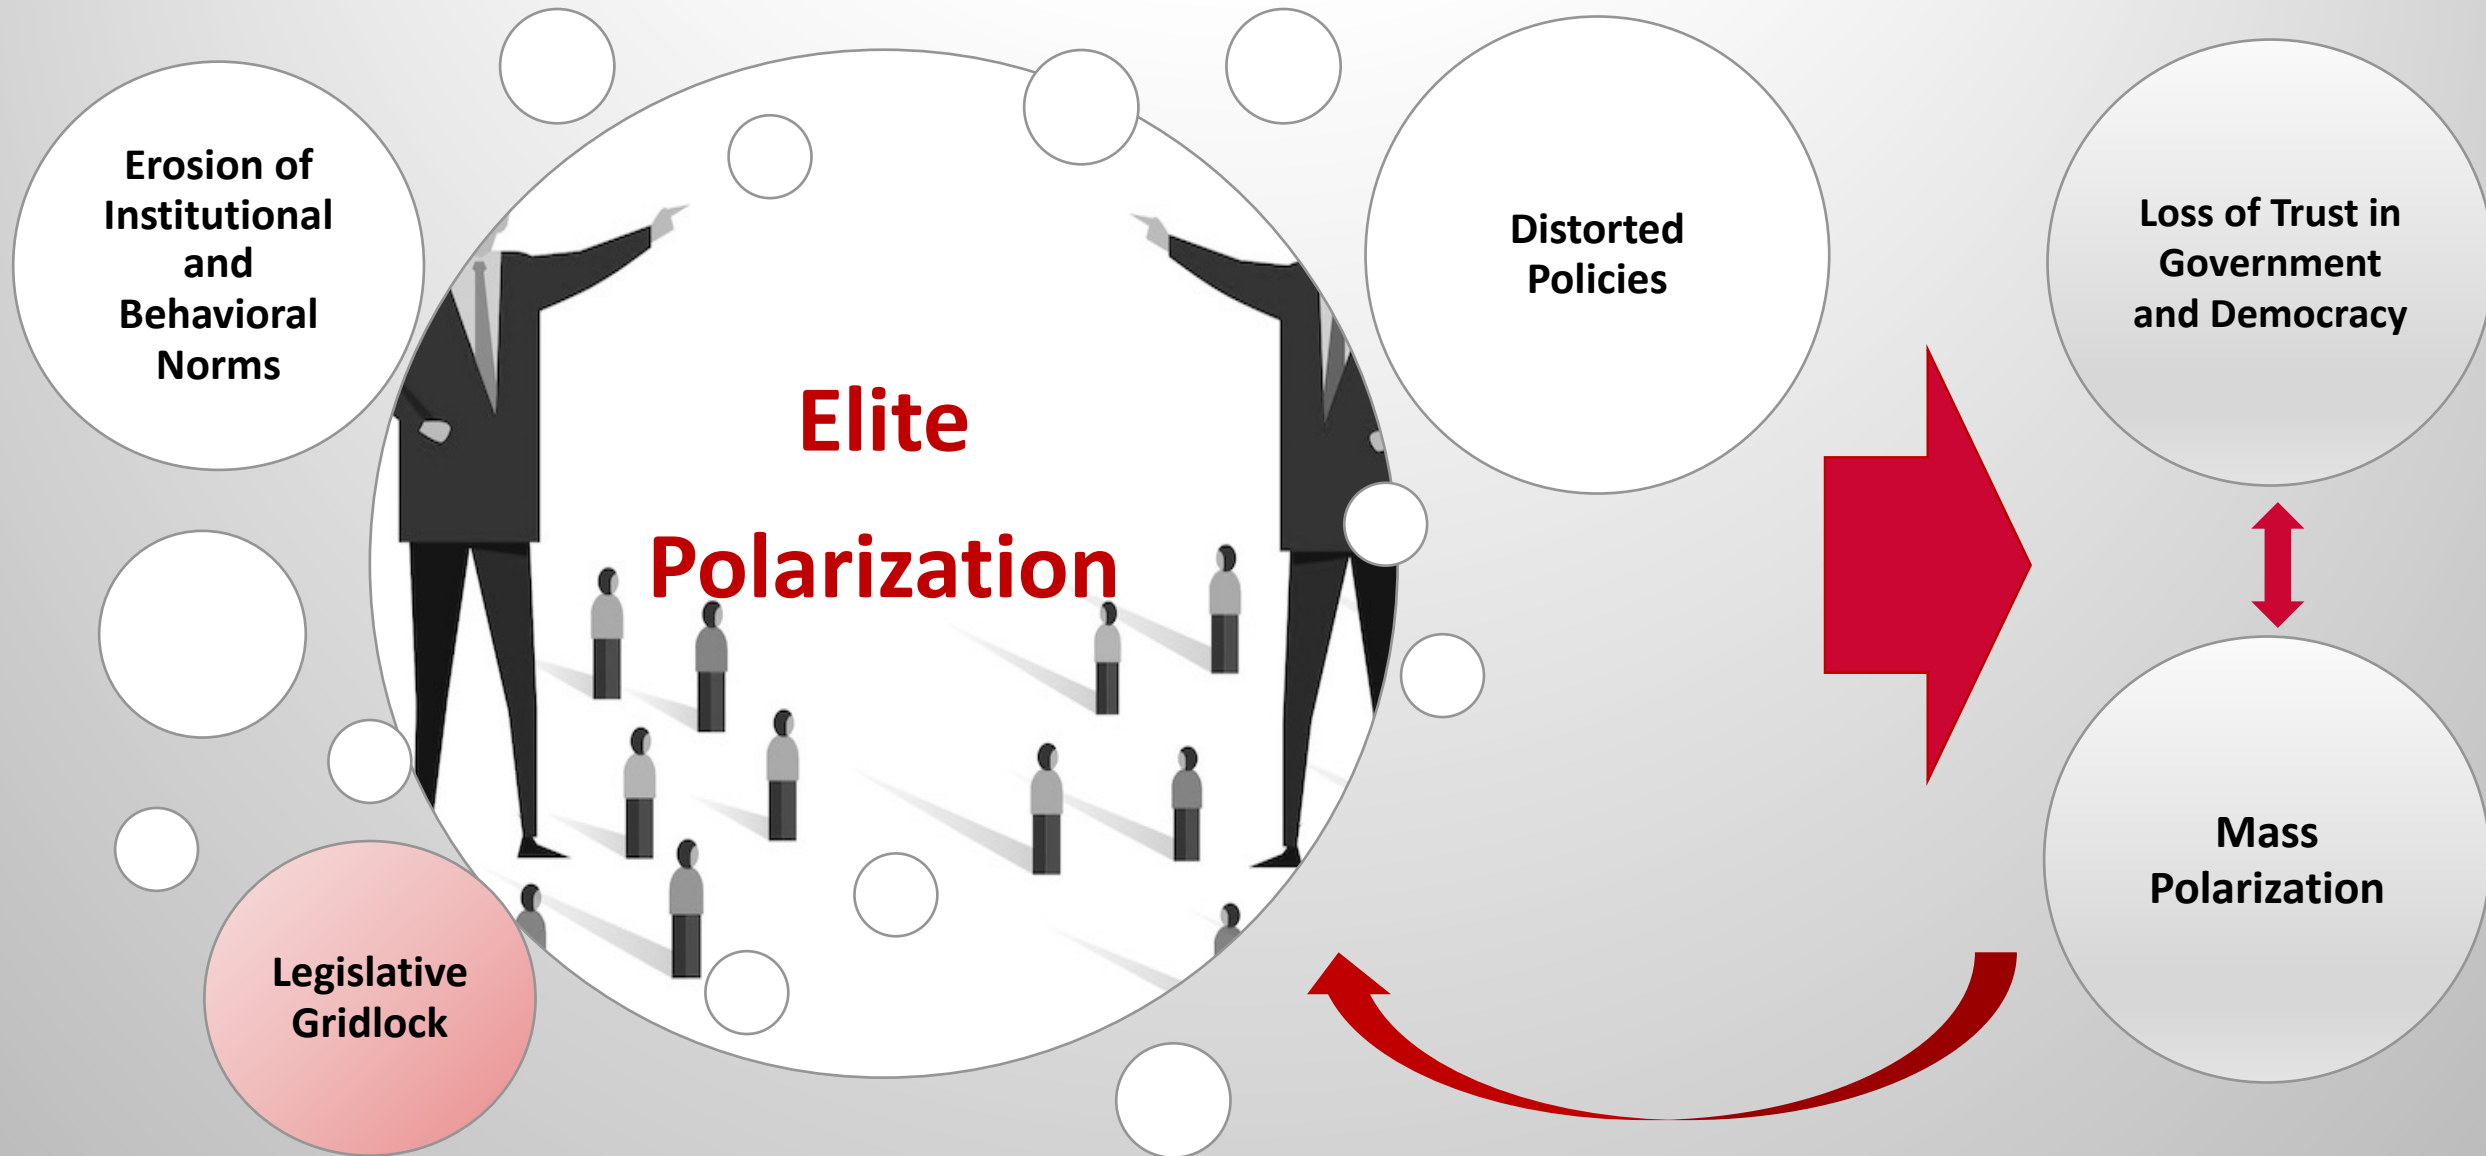 Erosion of
Institutional
and
Behavioral
Norms
Elite
Polarization
Distorted
Policies
Legislative
Gridlock
Loss of Trust in
Government
and Democracy
Mass
Polarization